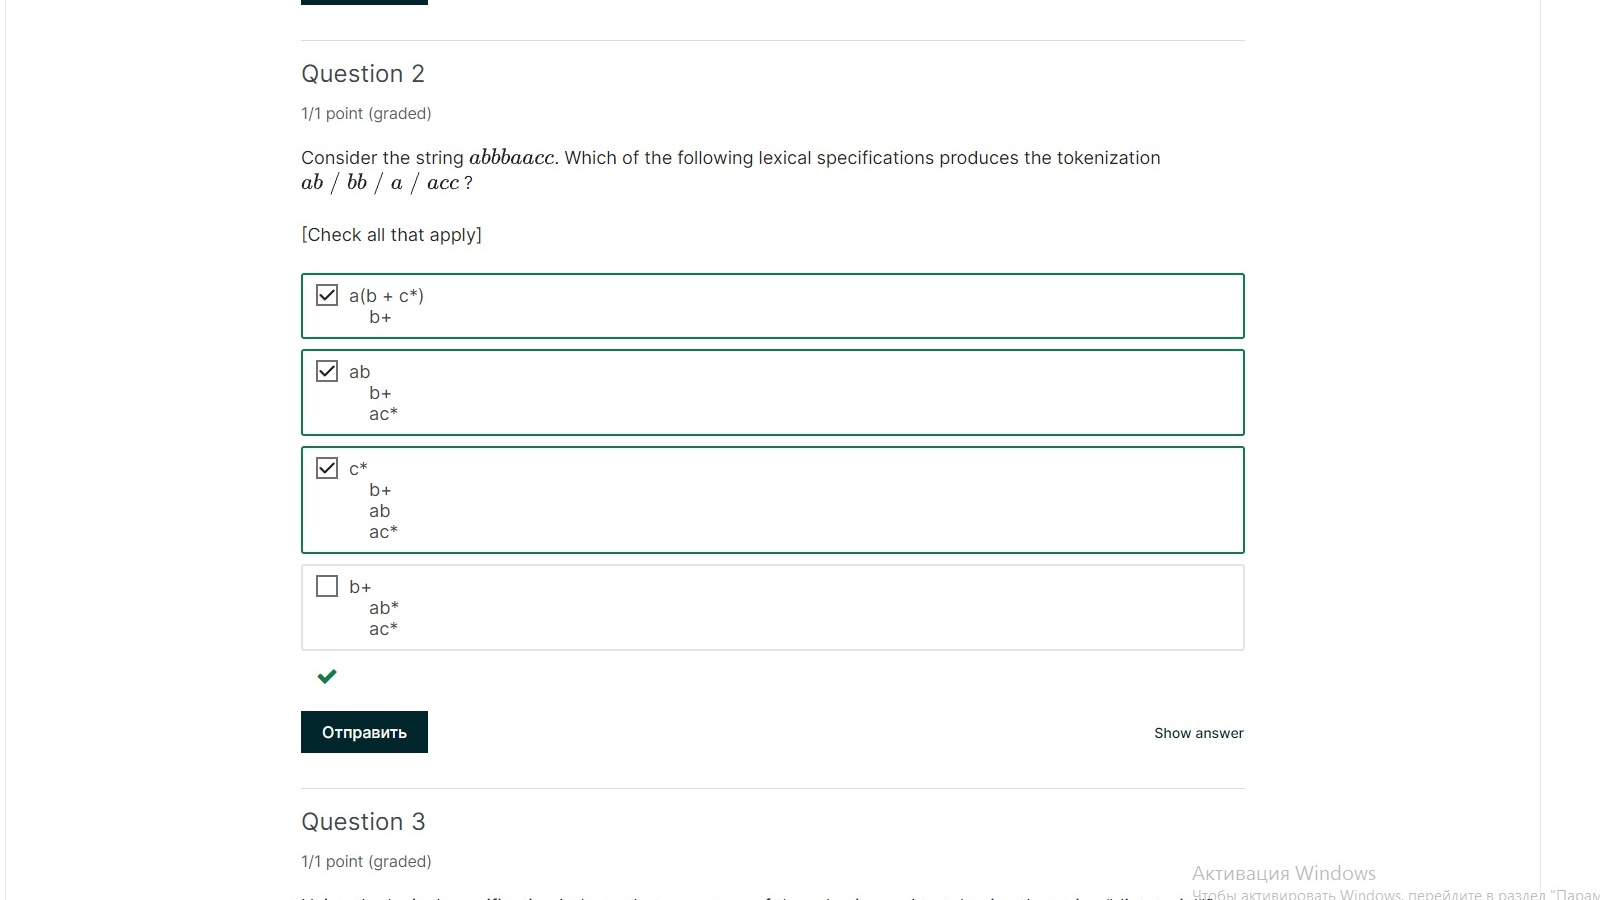 Question 2
1/1 point (graded)
Consider the string abbbaacc. Which of the following lexical specifications produces the tokenization
ab / bb / a / acc ?
[Check all that apply]
a(b + c*)
b+
ab
b+
ac*
c*
b+
ab
ac*
b+
ab*
ac*
Отправить
Show answer
Question 3
1/1 point (graded)
Активация Windows
Чтобы активировать Windows, перейдите в раздел "Парам